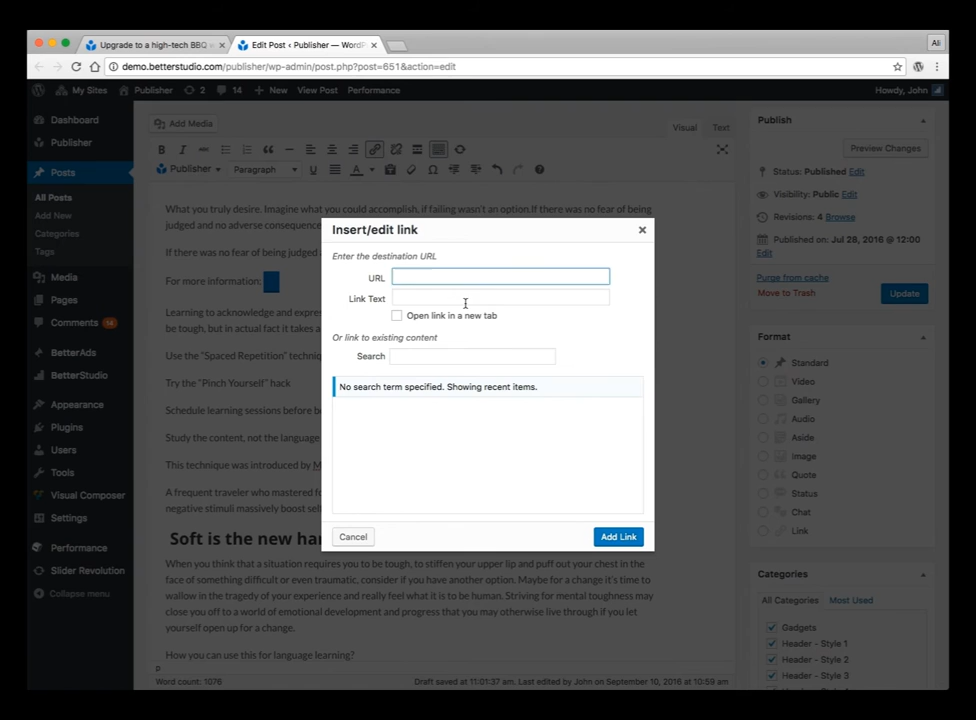 Upgrade to a high-tech BBQ
Edit Post ‹ Publisher — WordPr
Ali
demo.betterstudio.com/publisher/wp-admin/post.php?post=651&action=edit
My Sites Publisher 2 14 New View Post Performance Howdy, John
Dashboard
Publisher
Posts
All Posts
Add New
Categories
Tags
Media
Pages
Comments 14
BetterAds
BetterStudio
Appearance
Plugins
Users
Tools
Visual Composer
Settings
Performance
Slider Revolution
Collapse menu
Add Media
Visual Text
B I ABC
Publisher Paragraph U A
What you truly desire. Imagine what you could accomplish, if failing wasn't an option.If there was no fear of being
judged and no adverse consequence
If there was no fear of being judged
For more information:
Learning to acknowledge and expre
be tough, but in actual fact it takes a
Use the "Spaced Repetition" techniq
Try the "Pinch Yourself" hack
Schedule learning sessions before b
Study the content, not the language
This technique was introduced by M
A frequent traveler who mastered fo
negative stimuli massively boost sel
Soft is the new har
When you think that a situation requires you to be tough, to stiffen your upper lip and puff out your chest in the
face of something difficult or even traumatic, consider if you have another option. Maybe for a change it's time to
wallow in the tragedy of your experience and really feel what it is to be human. Striving for mental toughness may
close you off to a world of emotional development and progress that you may otherwise live through if you let
yourself open up for a change.
How you can use this for language learning?
p
Word count: 1076 Draft saved at 11:01:37 am. Last edited by John on September 10, 2016 at 10:59 am
Insert/edit link
Enter the destination URL
URL
Link Text
Open link in a new tab
Or link to existing content
Search
No search term specified. Showing recent items.
Cancel Add Link
Publish
Preview Changes
Status: Published Edit
Visibility: Public Edit
Revisions: 4 Browse
Published on: Jul 28, 2016 @ 12:00
Edit
Purge from cache
Move to Trash Update
Format
Standard
Video
Gallery
Audio
Aside
Image
Quote
Status
Chat
Link
Categories
All Categories Most Used
Gadgets
Header - Style 1
Header - Style 2
Header - Style 3